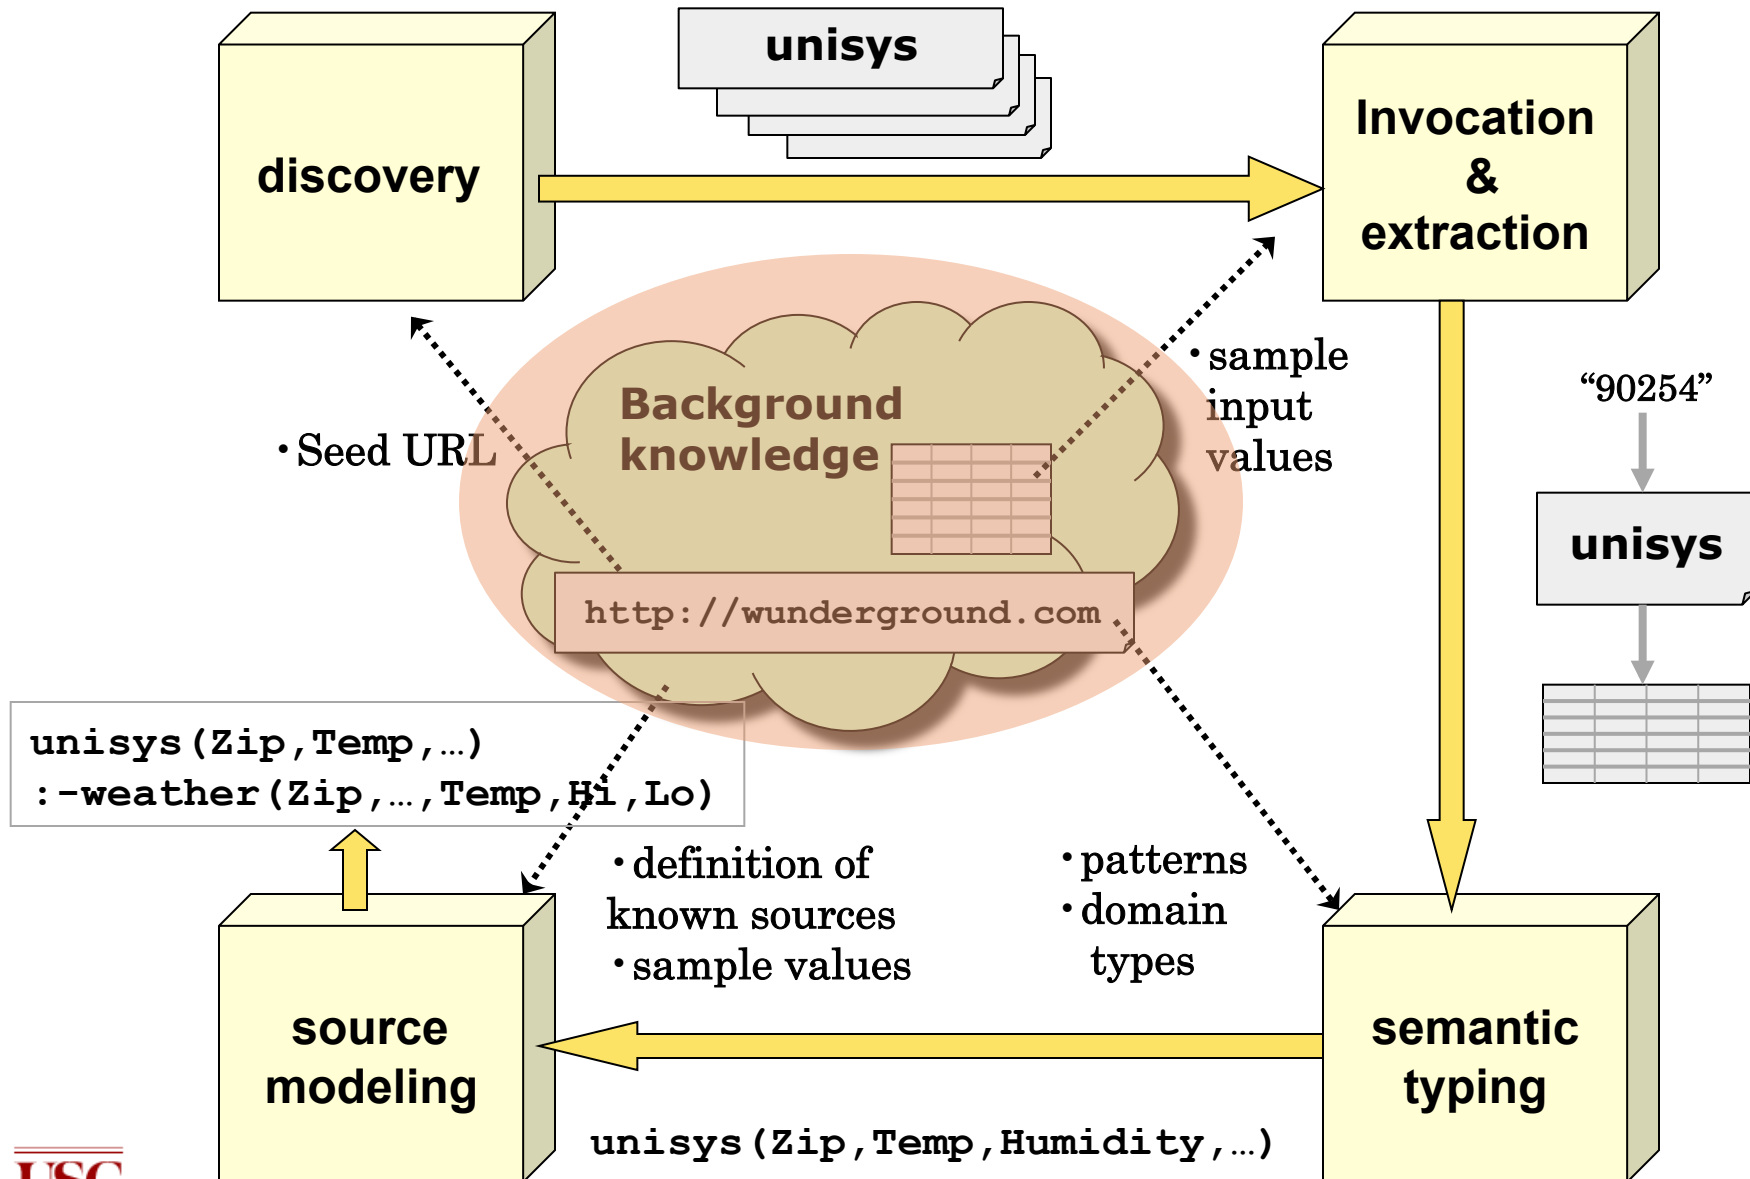 unisys
discovery
Invocation
&
extraction
• sample
input
values
Background
knowledge
• Seed URL
“90254”
unisys
http://wunderground.com
unisys(Zip,Temp,…)
:-weather(Zip,…,Temp,Hi,Lo)
• definition of
known sources
• sample values
• patterns
• domain
types
source
modeling
semantic
typing
unisys(Zip,Temp,Humidity,…)
USC